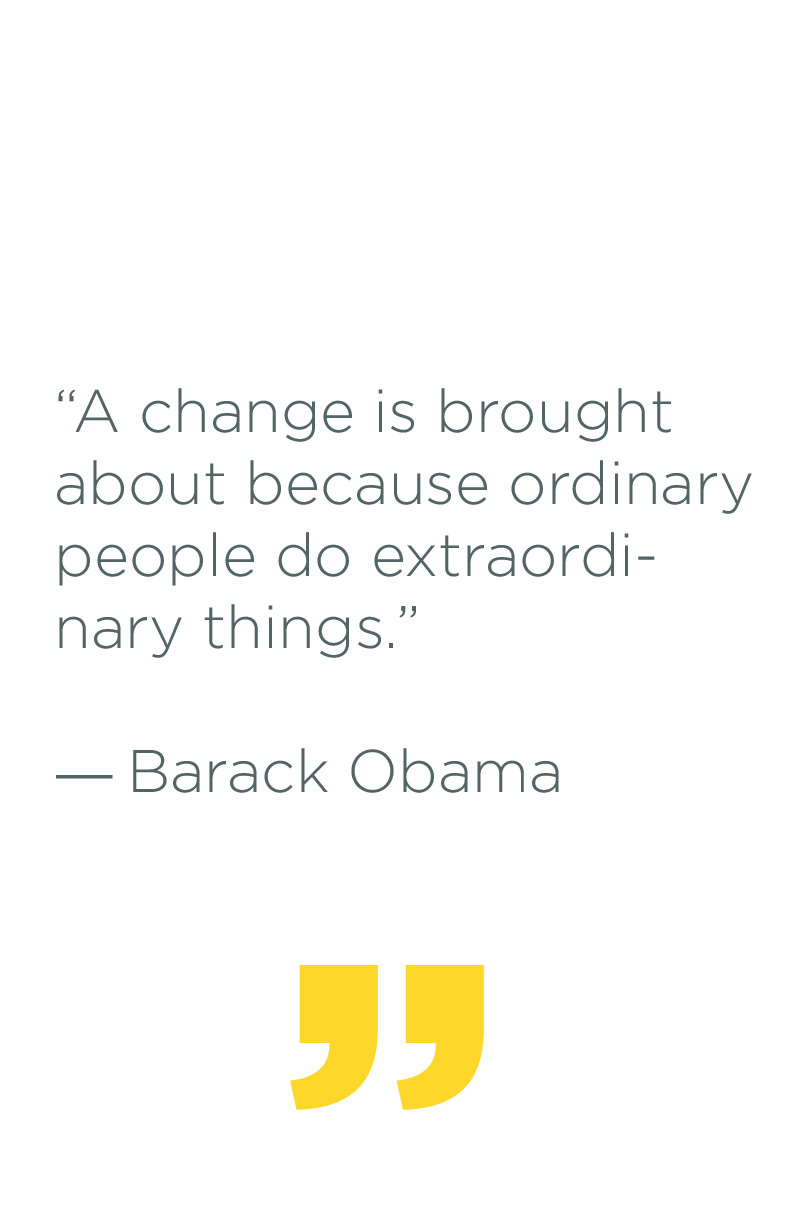 “A change is brought
about because ordinary
people do extraordi-
nary things.”
— Barack Obama
”